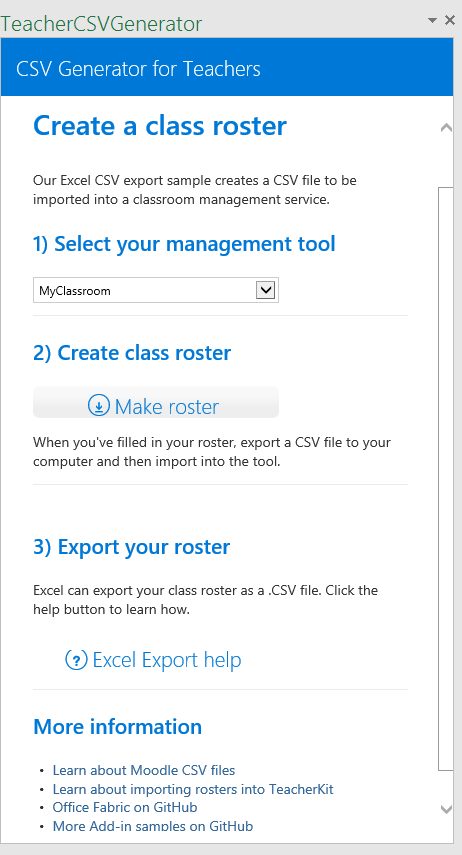 TeacherCSVGenerator
CSV Generator for Teachers
Create a class roster
Our Excel CSV export sample creates a CSV file to be
imported into a classroom management service.
1) Select your management tool
MyClassroom
2) Create class roster
Make roster
When you've filled in your roster, export a CSV file to your
computer and then import into the tool.
3) Export your roster
Excel can export your class roster as a .CSV file. Click the
help button to learn how.
? Excel Export help
More information
• Learn about Moodle CSV files
• Learn about importing rosters into TeacherKit
• Office Fabric on GitHub
• More Add-in samples on GitHub